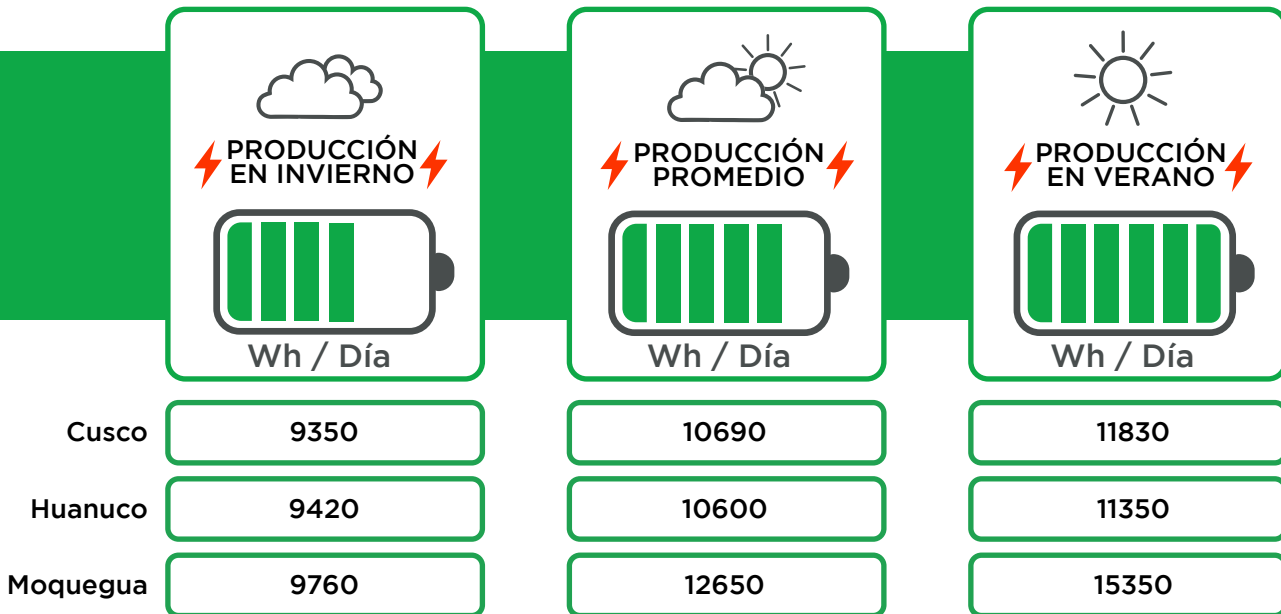 PRODUCCIÓN
EN INVIERNO
Wh / Día
PRODUCCIÓN
PROMEDIO
Wh / Día
PRODUCCIÓN
EN VERANO
Wh / Día
Cusco 9350 10690 11830
Huanuco 9420 10600 11350
Moquegua 9760 12650 15350